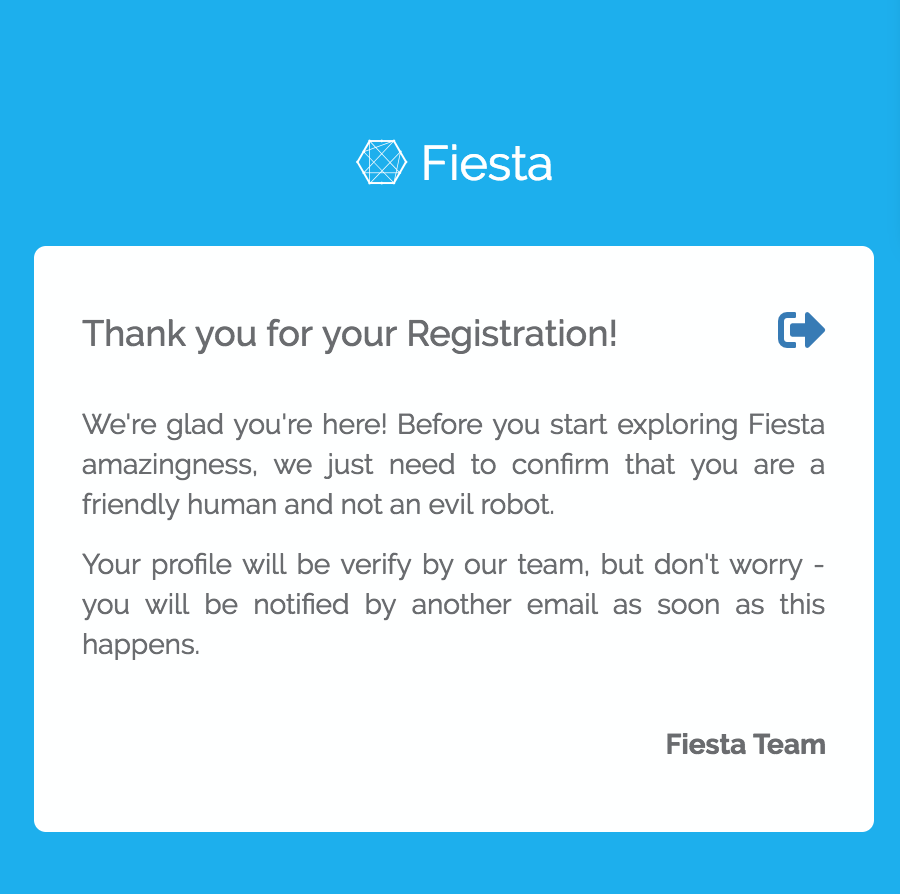 Fiesta
Thank you for your Registration!
We're glad you're here! Before you start exploring Fiesta
amazingness, we just need to confirm that you are a
friendly human and not an evil robot.
Your profile will be verify by our team, but don't worry -
you will be notified by another email as soon as this
happens.
Fiesta Team